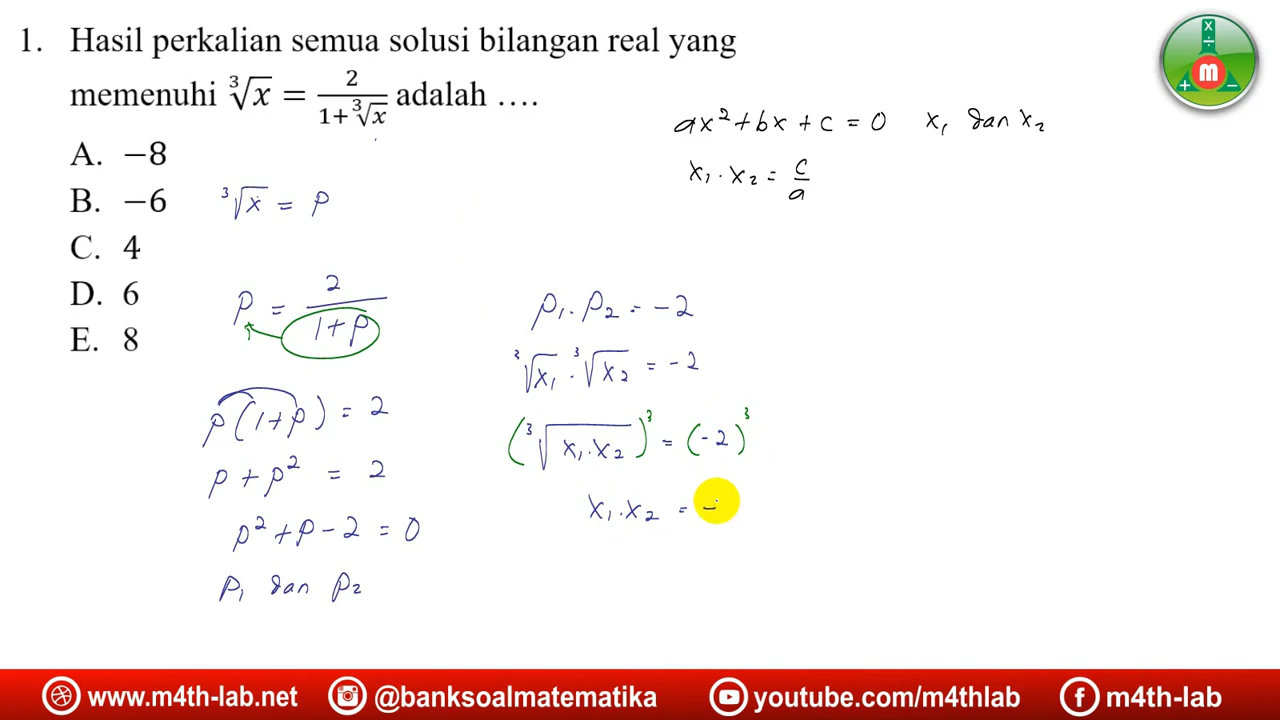 1. Hasil perkalian semua solusi bilangan real yang
memenuhi ∛x = 2/(1+∛x) adalah ….
A. −8
B. −6
C. 4
D. 6
E. 8
ax² + bx + c = 0 x₁ dan x₂
x₁ . x₂ = c/a
∛x = p
p = 2/(1+p)
p(1+p) = 2
p + p² = 2
p² + p − 2 = 0
p₁ dan p₂
p₁ . p₂ = −2
∛x₁ . ∛x₂ = −2
(∛(x₁ . x₂))³ = (−2)³
x₁ . x₂ = −
x
÷
m
+ −
www.m4th-lab.net
@banksoalmatematika
youtube.com/m4thlab
f m4th-lab